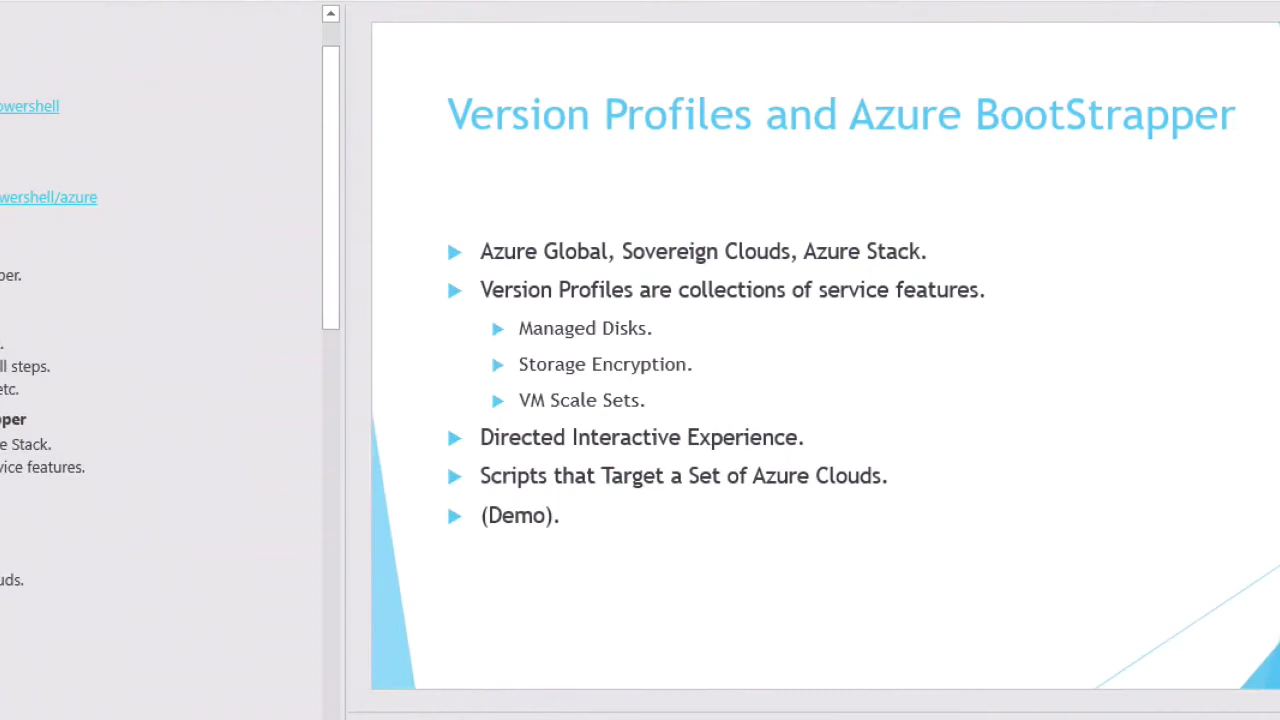 owershell
wershell/azure
per.
.
ll steps.
etc.
pper
e Stack.
vice features.
uds.
Version Profiles and Azure BootStrapper
Azure Global, Sovereign Clouds, Azure Stack.
Version Profiles are collections of service features.
Managed Disks.
Storage Encryption.
VM Scale Sets.
Directed Interactive Experience.
Scripts that Target a Set of Azure Clouds.
(Demo).